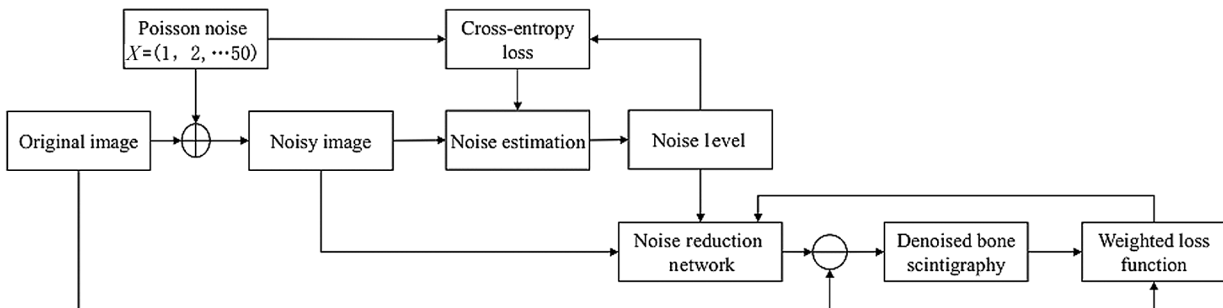 Poisson noise
X=(1, 2, …50)
Cross-entropy
loss
Original image
Noisy image
Noise estimation
Noise level
Noise reduction
network
Denoised bone
scintigraphy
Weighted loss
function